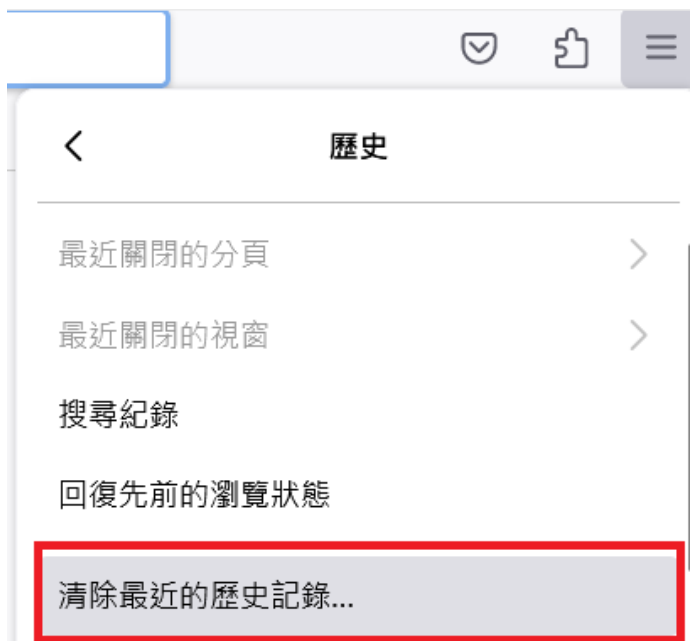 歷史
最近關閉的分頁
最近關閉的視窗
搜尋紀錄
回復先前的瀏覽狀態
清除最近的歷史記錄...